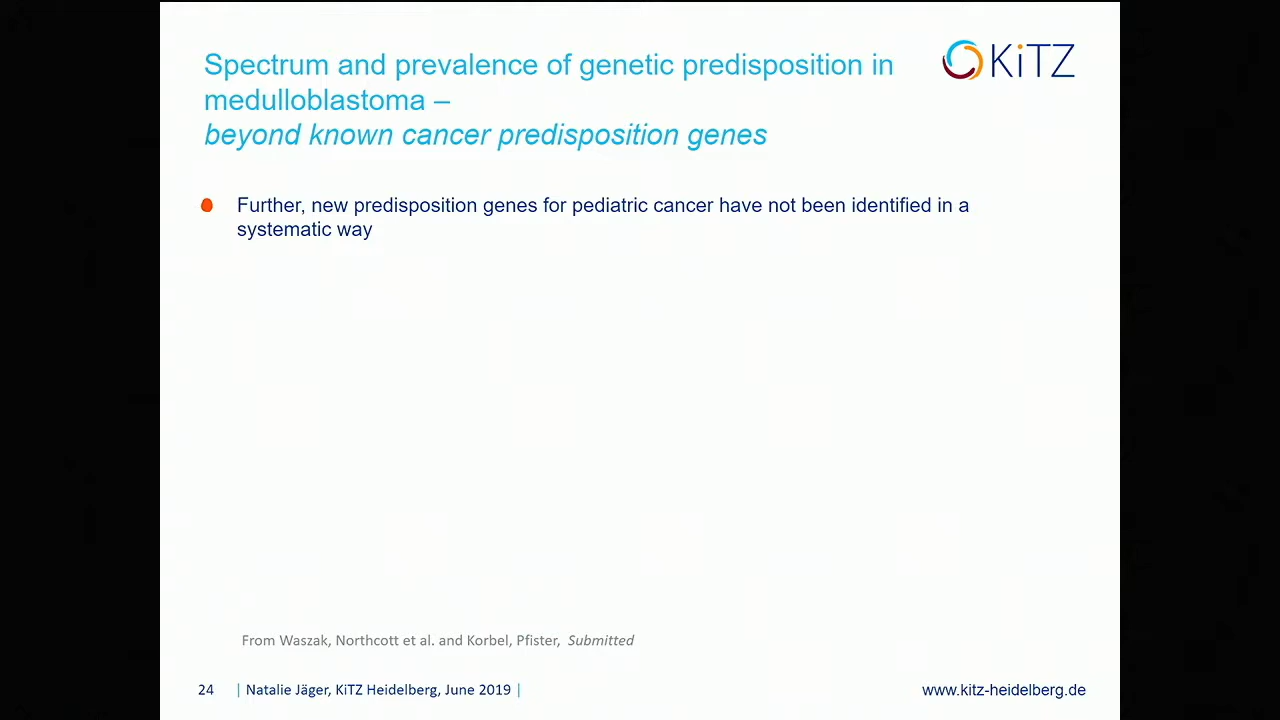 Spectrum and prevalence of genetic predisposition in
medulloblastoma –
beyond known cancer predisposition genes
KiTZ
Further, new predisposition genes for pediatric cancer have not been identified in a
systematic way
From Waszak, Northcott et al. and Korbel, Pfister, Submitted
24 | Natalie Jäger, KiTZ Heidelberg, June 2019 |
www.kitz-heidelberg.de